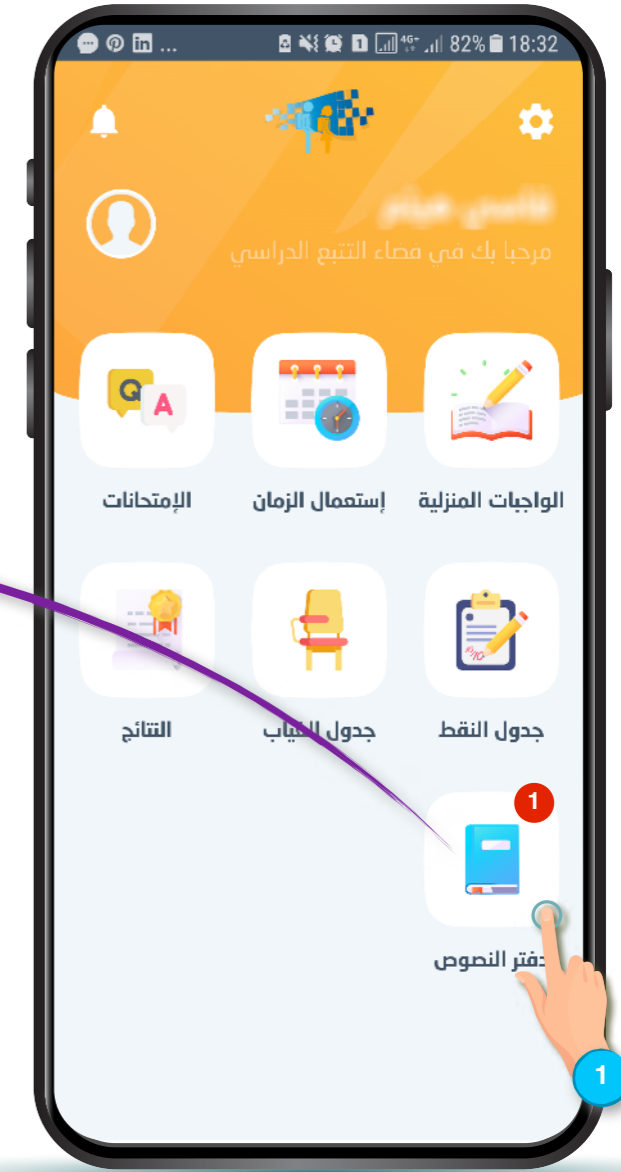 ... 82% 18:32
مرحبا بك في فضاء التتبع الدراسي
الواجبات المنزلية
إستعمال الزمان
الإمتحانات
جدول النقط
جدول الغياب
النتائج
1
دفتر النصوص
1